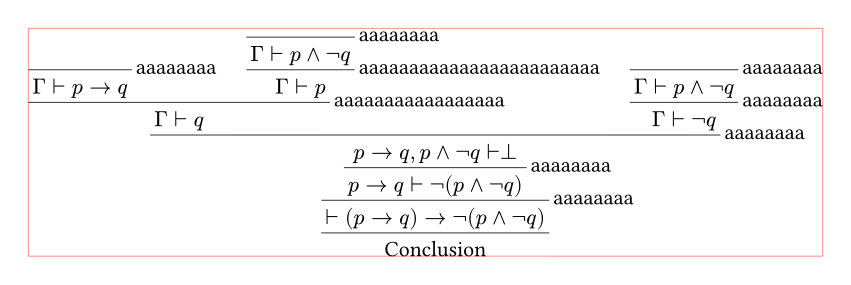 aaaaaaaa
Γ ⊢ p ∧ ¬q
aaaaaaaa aaaaaaaaaaaaaaaaaaaaaaaa aaaaaaaa
Γ ⊢ p → q Γ ⊢ p Γ ⊢ p ∧ ¬q
aaaaaaaaaaaaaaaaa aaaaaaaa
Γ ⊢ q Γ ⊢ ¬q
aaaaaaaa
p → q, p ∧ ¬q ⊢⊥
aaaaaaaa
p → q ⊢ ¬(p ∧ ¬q)
aaaaaaaa
⊢ (p → q) → ¬(p ∧ ¬q)
Conclusion